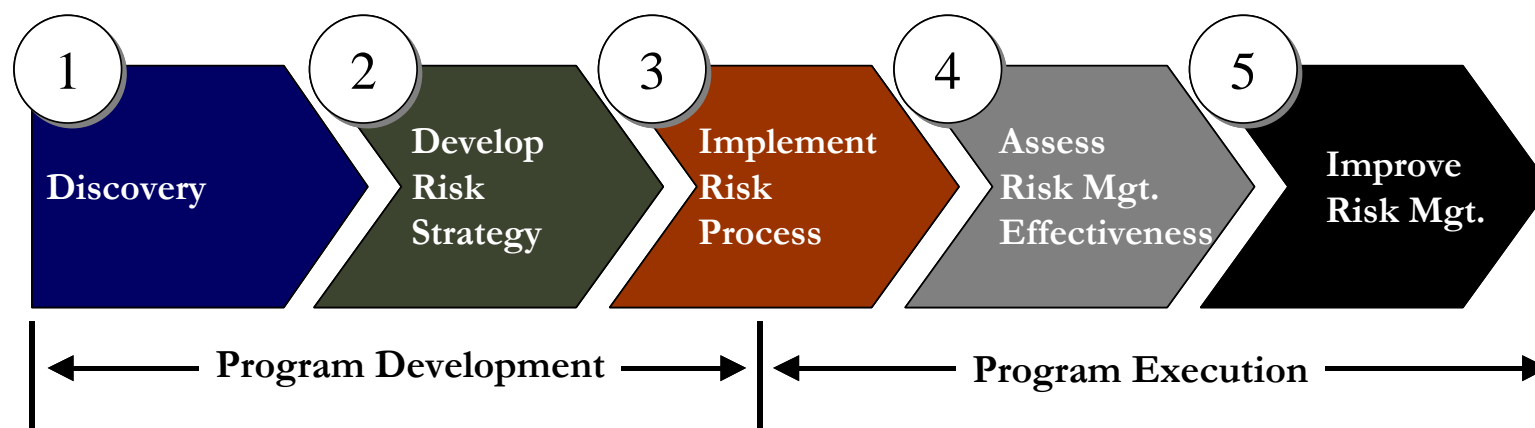 1
Discovery
2
Develop
Risk
Strategy
3
Implement
Risk
Process
4
Assess
Risk Mgt.
Effectiveness
5
Improve
Risk Mgt.
Program Development
Program Execution